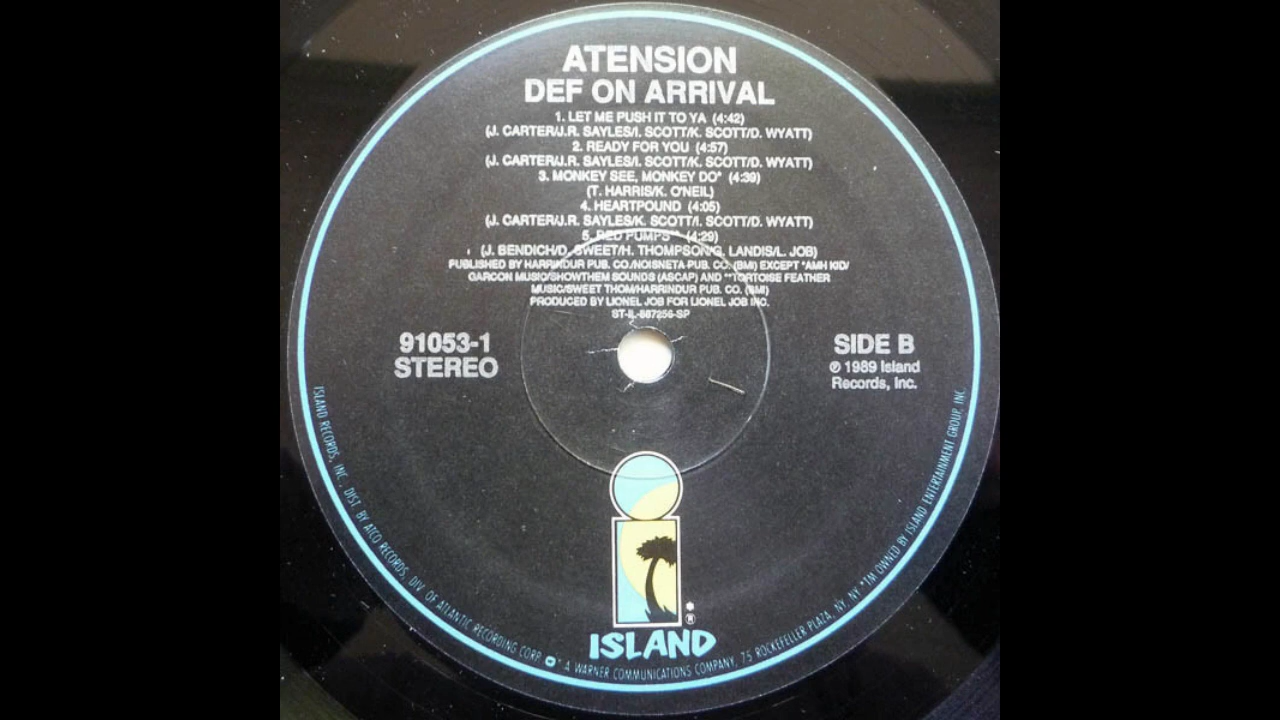 ATENSION
DEF ON ARRIVAL
1. LET ME PUSH IT TO YA (4:42)
(J. CARTER/J.R. SAYLES/I. SCOTT/K. SCOTT/D. WYATT)
2. READY FOR YOU (4:57)
(J. CARTER/J.R. SAYLES/I. SCOTT/K. SCOTT/D. WYATT)
3. MONKEY SEE, MONKEY DO* (4:39)
(T. HARRIS/K. O'NEIL)
4. HEARTPOUND (4:05)
(J. CARTER/J.R. SAYLES/K. SCOTT/I. SCOTT/D. WYATT)
5. RED PUMPS** (4:29)
(J. BENDICH/D. SWEET/H. THOMPSON/G. LANDIS/L. JOB)
PUBLISHED BY HARRINDUR PUB. CO./NOISNETA PUB. CO. (BMI) EXCEPT *AMH KID/
GARCON MUSIC/SHOWTHEM SOUNDS (ASCAP) AND **TORTOISE FEATHER
MUSIC/SWEET THOM/HARRINDUR PUB. CO. (BMI)
PRODUCED BY LIONEL JOB FOR LIONEL JOB INC.
ST-IL-887256-SP
91053-1
STEREO
SIDE B
℗ 1989 Island
Records, Inc.
ISLAND
®
ISLAND RECORDS, INC., DIST. BY ATCO RECORDS, DIV. OF ATLANTIC RECORDING CORP. * A WARNER COMMUNICATIONS COMPANY, 75 ROCKEFELLER PLAZA, NY, NY *TM OWNED BY ISLAND ENTERTAINMENT GROUP, INC.